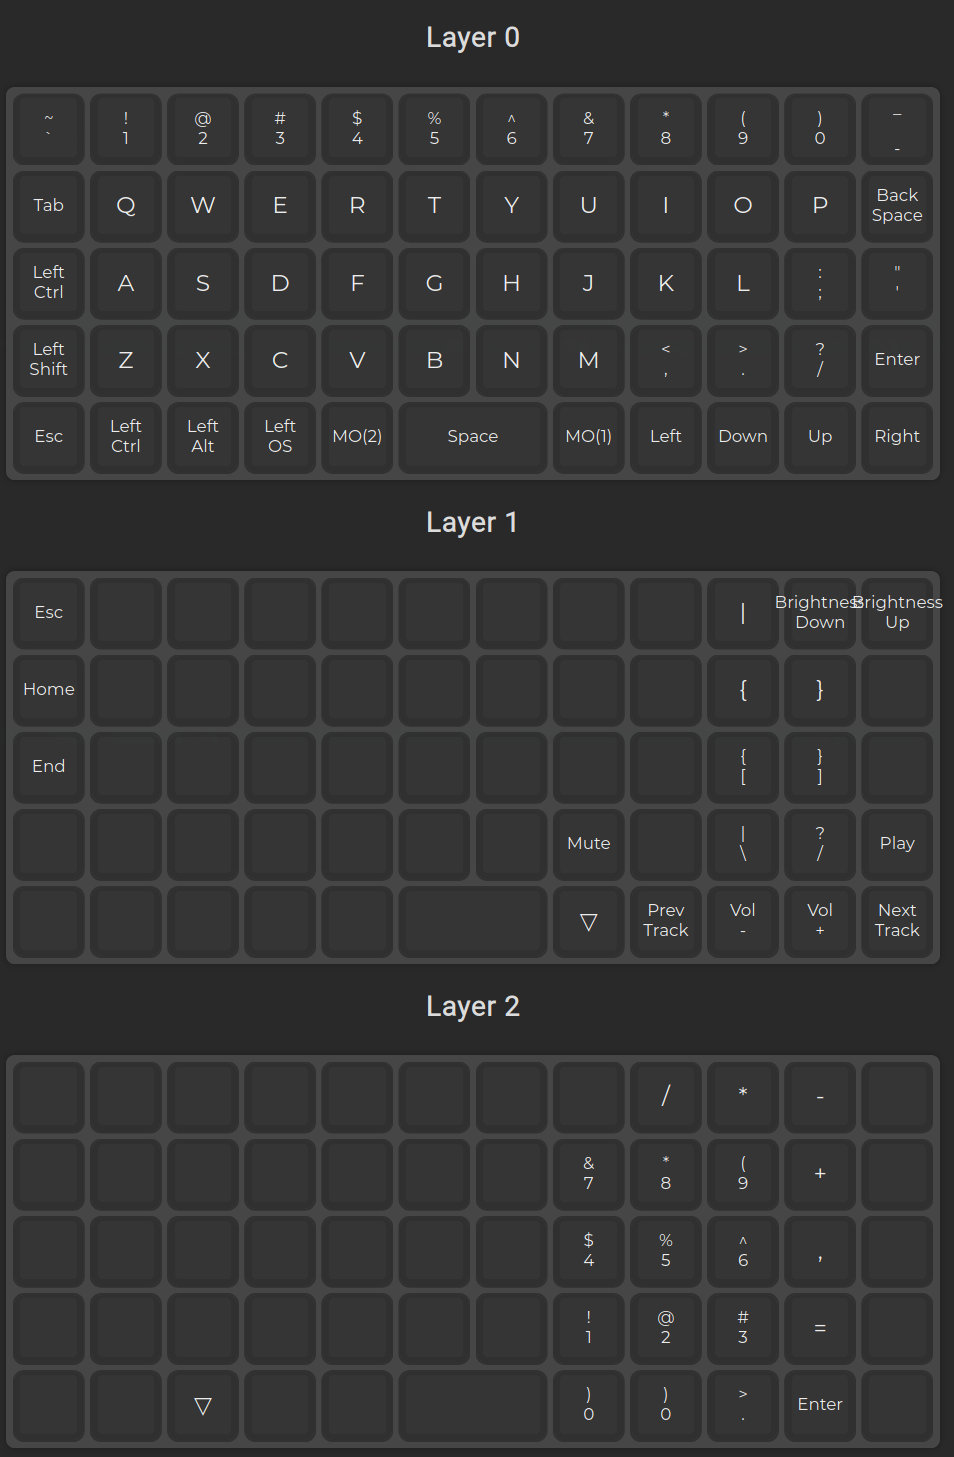 Layer 0
~ ! @ # $ % ^ & * ( ) _
` 1 2 3 4 5 6 7 8 9 0 -
Tab Q W E R T Y U I O P Back Space
Left Ctrl A S D F G H J K L : ; " '
Left Shift Z X C V B N M < , > . ? / Enter
Esc Left Ctrl Left Alt Left OS MO(2) Space MO(1) Left Down Up Right
Layer 1
Esc | Brightness Down Brightness Up
Home { }
End { [ } ]
Mute | \ ? / Play
▽ Prev Track Vol - Vol + Next Track
Layer 2
/ * -
& 7 * 8 ( 9 +
$ 4 % 5 ^ 6 ,
! 1 @ 2 # 3 =
▽ ) 0 ) 0 > . Enter